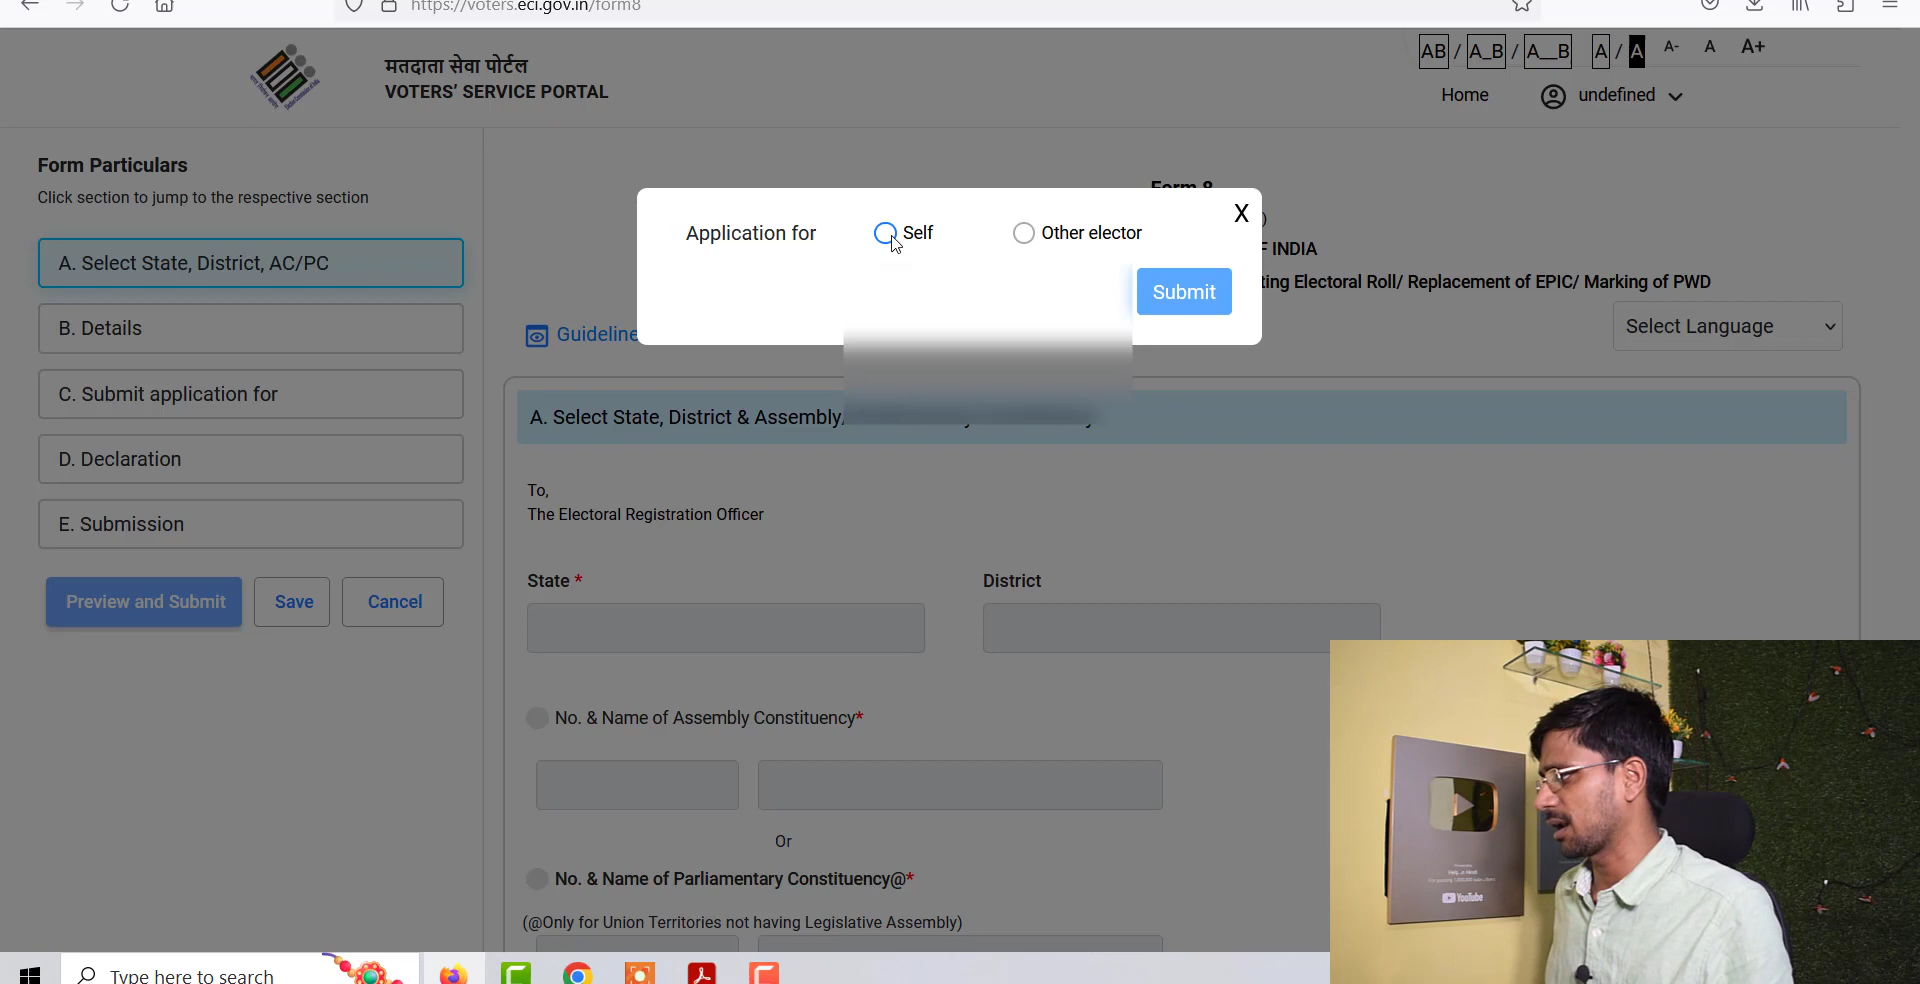 https://voters.eci.gov.in/form8
मतदाता सेवा पोर्टल
VOTERS' SERVICE PORTAL
AB / A_B / A__B A / A A- A A+
Home undefined
Form Particulars
Click section to jump to the respective section
A. Select State, District, AC/PC
B. Details
C. Submit application for
D. Declaration
E. Submission
Preview and Submit Save Cancel
Form 8
Application for Self Other elector X
Submit
F INDIA
ting Electoral Roll/ Replacement of EPIC/ Marking of PWD
Guideline
Select Language
A. Select State, District & Assembly
To,
The Electoral Registration Officer
State * District
No. & Name of Assembly Constituency*
Or
No. & Name of Parliamentary Constituency@*
(@Only for Union Territories not having Legislative Assembly)
YouTube
Type here to search